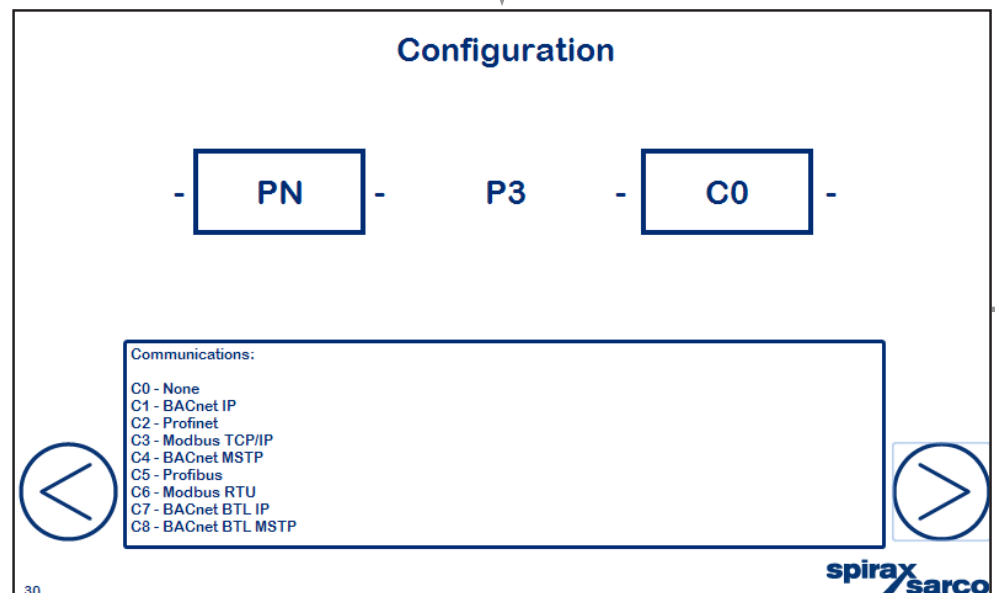 Configuration
- PN - P3 - C0 -
Communications:
C0 - None
C1 - BACnet IP
C2 - Profinet
C3 - Modbus TCP/IP
C4 - BACnet MSTP
C5 - Profibus
C6 - Modbus RTU
C7 - BACnet BTL IP
C8 - BACnet BTL MSTP
<
>
spirax
sarco
30